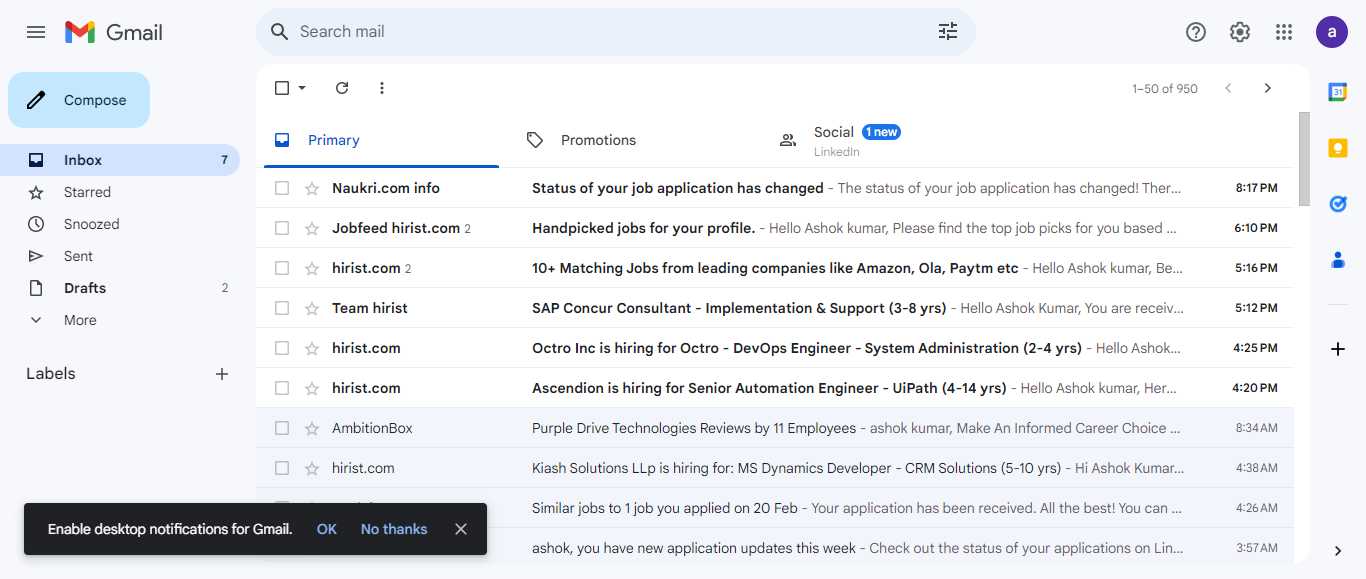 Gmail
Search mail
a
Compose
1–50 of 950
31
Primary
Promotions
Social 1 new
LinkedIn
Inbox 7
Starred
Snoozed
Sent
Drafts 2
More
Labels
Naukri.com info Status of your job application has changed - The status of your job application has changed! Ther... 8:17 PM
Jobfeed hirist.com 2 Handpicked jobs for your profile. - Hello Ashok kumar, Please find the top job picks for you based ... 6:10 PM
hirist.com 2 10+ Matching Jobs from leading companies like Amazon, Ola, Paytm etc - Hello Ashok kumar, Be... 5:16 PM
Team hirist SAP Concur Consultant - Implementation & Support (3-8 yrs) - Hello Ashok Kumar, You are receiv... 5:12 PM
hirist.com Octro Inc is hiring for Octro - DevOps Engineer - System Administration (2-4 yrs) - Hello Ashok... 4:25 PM
hirist.com Ascendion is hiring for Senior Automation Engineer - UiPath (4-14 yrs) - Hello Ashok kumar, Her... 4:20 PM
AmbitionBox Purple Drive Technologies Reviews by 11 Employees - ashok kumar, Make An Informed Career Choice ... 8:34 AM
hirist.com Kiash Solutions LLp is hiring for: MS Dynamics Developer - CRM Solutions (5-10 yrs) - Hi Ashok Kumar... 4:38 AM
Similar jobs to 1 job you applied on 20 Feb - Your application has been received. All the best! You can ... 4:26 AM
ashok, you have new application updates this week - Check out the status of your applications on Lin... 3:57 AM
Enable desktop notifications for Gmail. OK No thanks